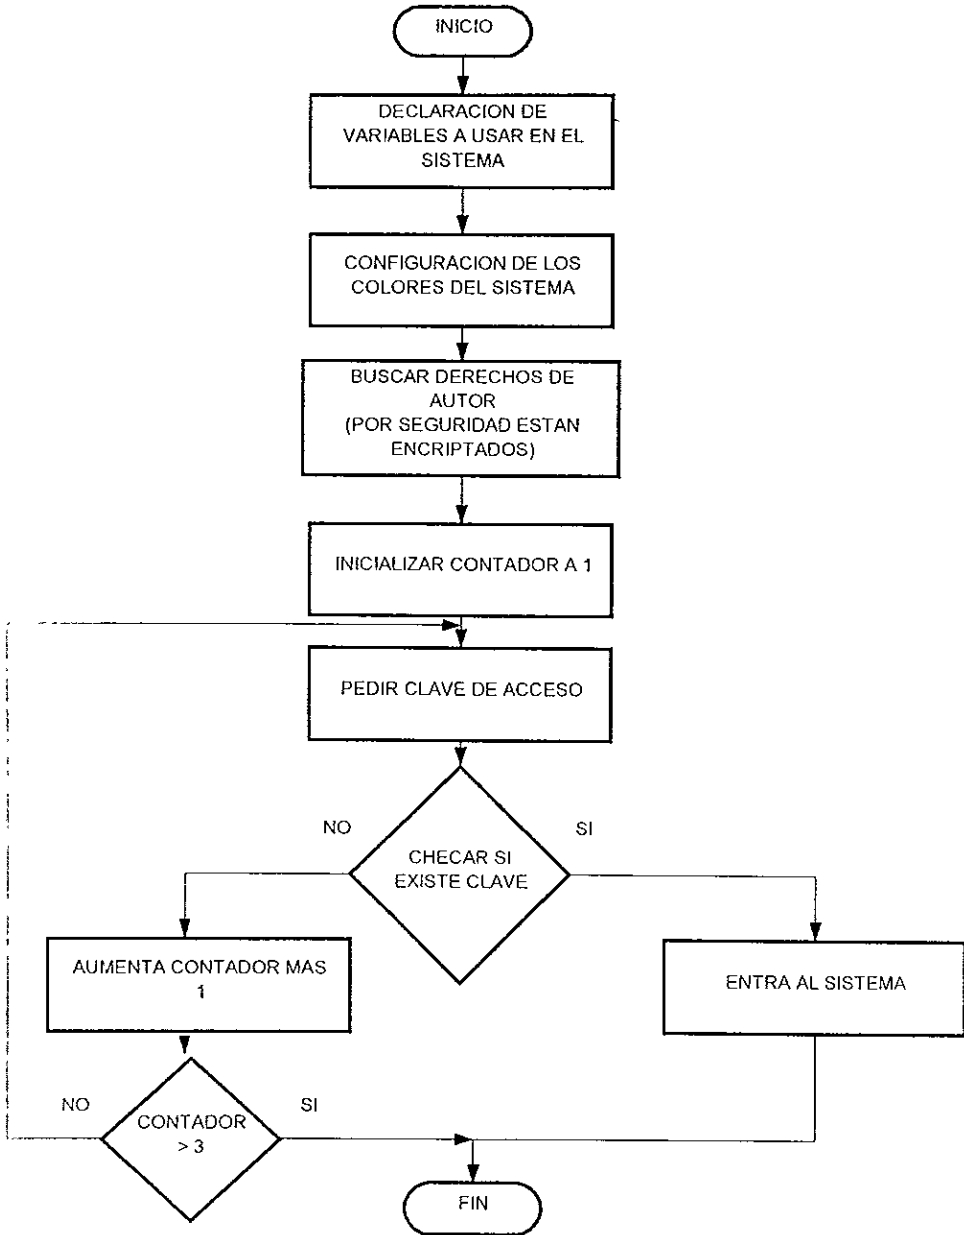 INICIO
DECLARACION DE
VARIABLES A USAR EN EL
SISTEMA
CONFIGURACION DE LOS
COLORES DEL SISTEMA
BUSCAR DERECHOS DE
AUTOR
(POR SEGURIDAD ESTAN
ENCRIPTADOS)
INICIALIZAR CONTADOR A 1
PEDIR CLAVE DE ACCESO
NO
SI
CHECAR SI
EXISTE CLAVE
AUMENTA CONTADOR MAS
1
ENTRA AL SISTEMA
NO
SI
CONTADOR
> 3
FIN